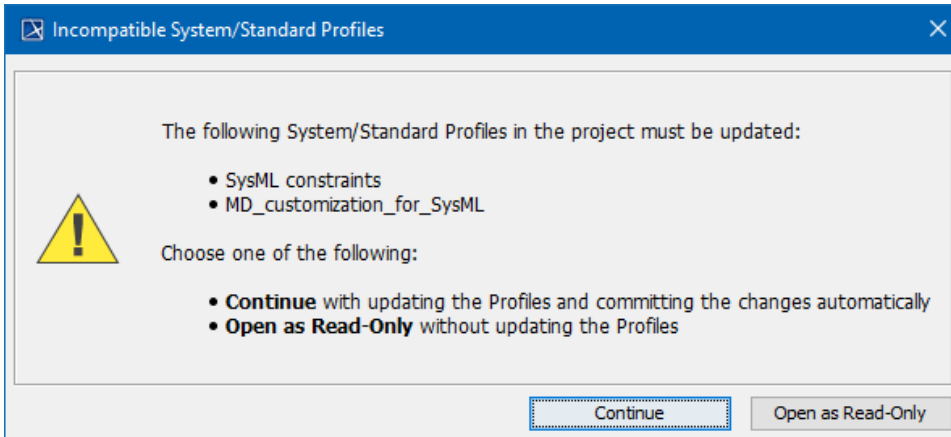 Incompatible System/Standard Profiles
The following System/Standard Profiles in the project must be updated:
• SysML constraints
• MD_customization_for_SysML
Choose one of the following:
• Continue with updating the Profiles and committing the changes automatically
• Open as Read-Only without updating the Profiles
Continue
Open as Read-Only